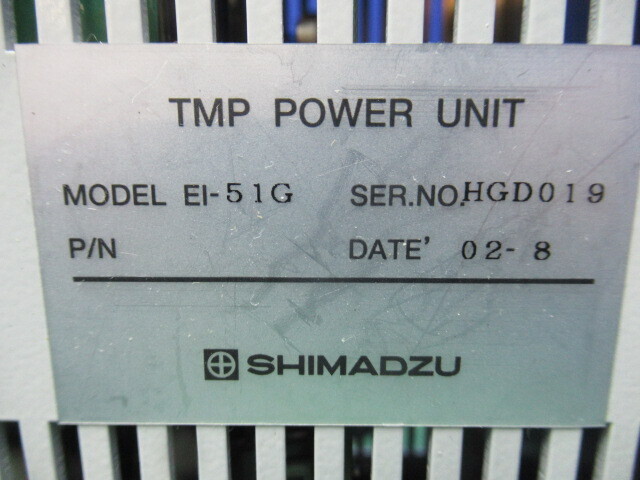 TMP POWER UNIT
MODEL EI-51G SER.NO.HGD019
P/N DATE' 02-8
SHIMADZU